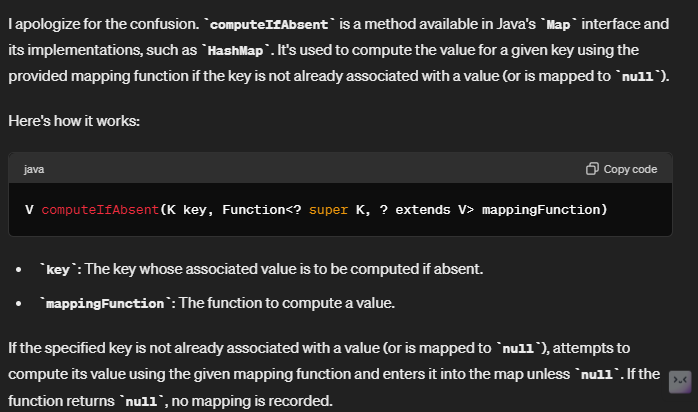 I apologize for the confusion. `computeIfAbsent` is a method available in Java's `Map` interface and
its implementations, such as `HashMap`. It's used to compute the value for a given key using the
provided mapping function if the key is not already associated with a value (or is mapped to `null`).
Here's how it works:
java Copy code
V computeIfAbsent(K key, Function<? super K, ? extends V> mappingFunction)
• `key`: The key whose associated value is to be computed if absent.
• `mappingFunction`: The function to compute a value.
If the specified key is not already associated with a value (or is mapped to `null`), attempts to
compute its value using the given mapping function and enters it into the map unless `null`. If the
function returns `null`, no mapping is recorded.